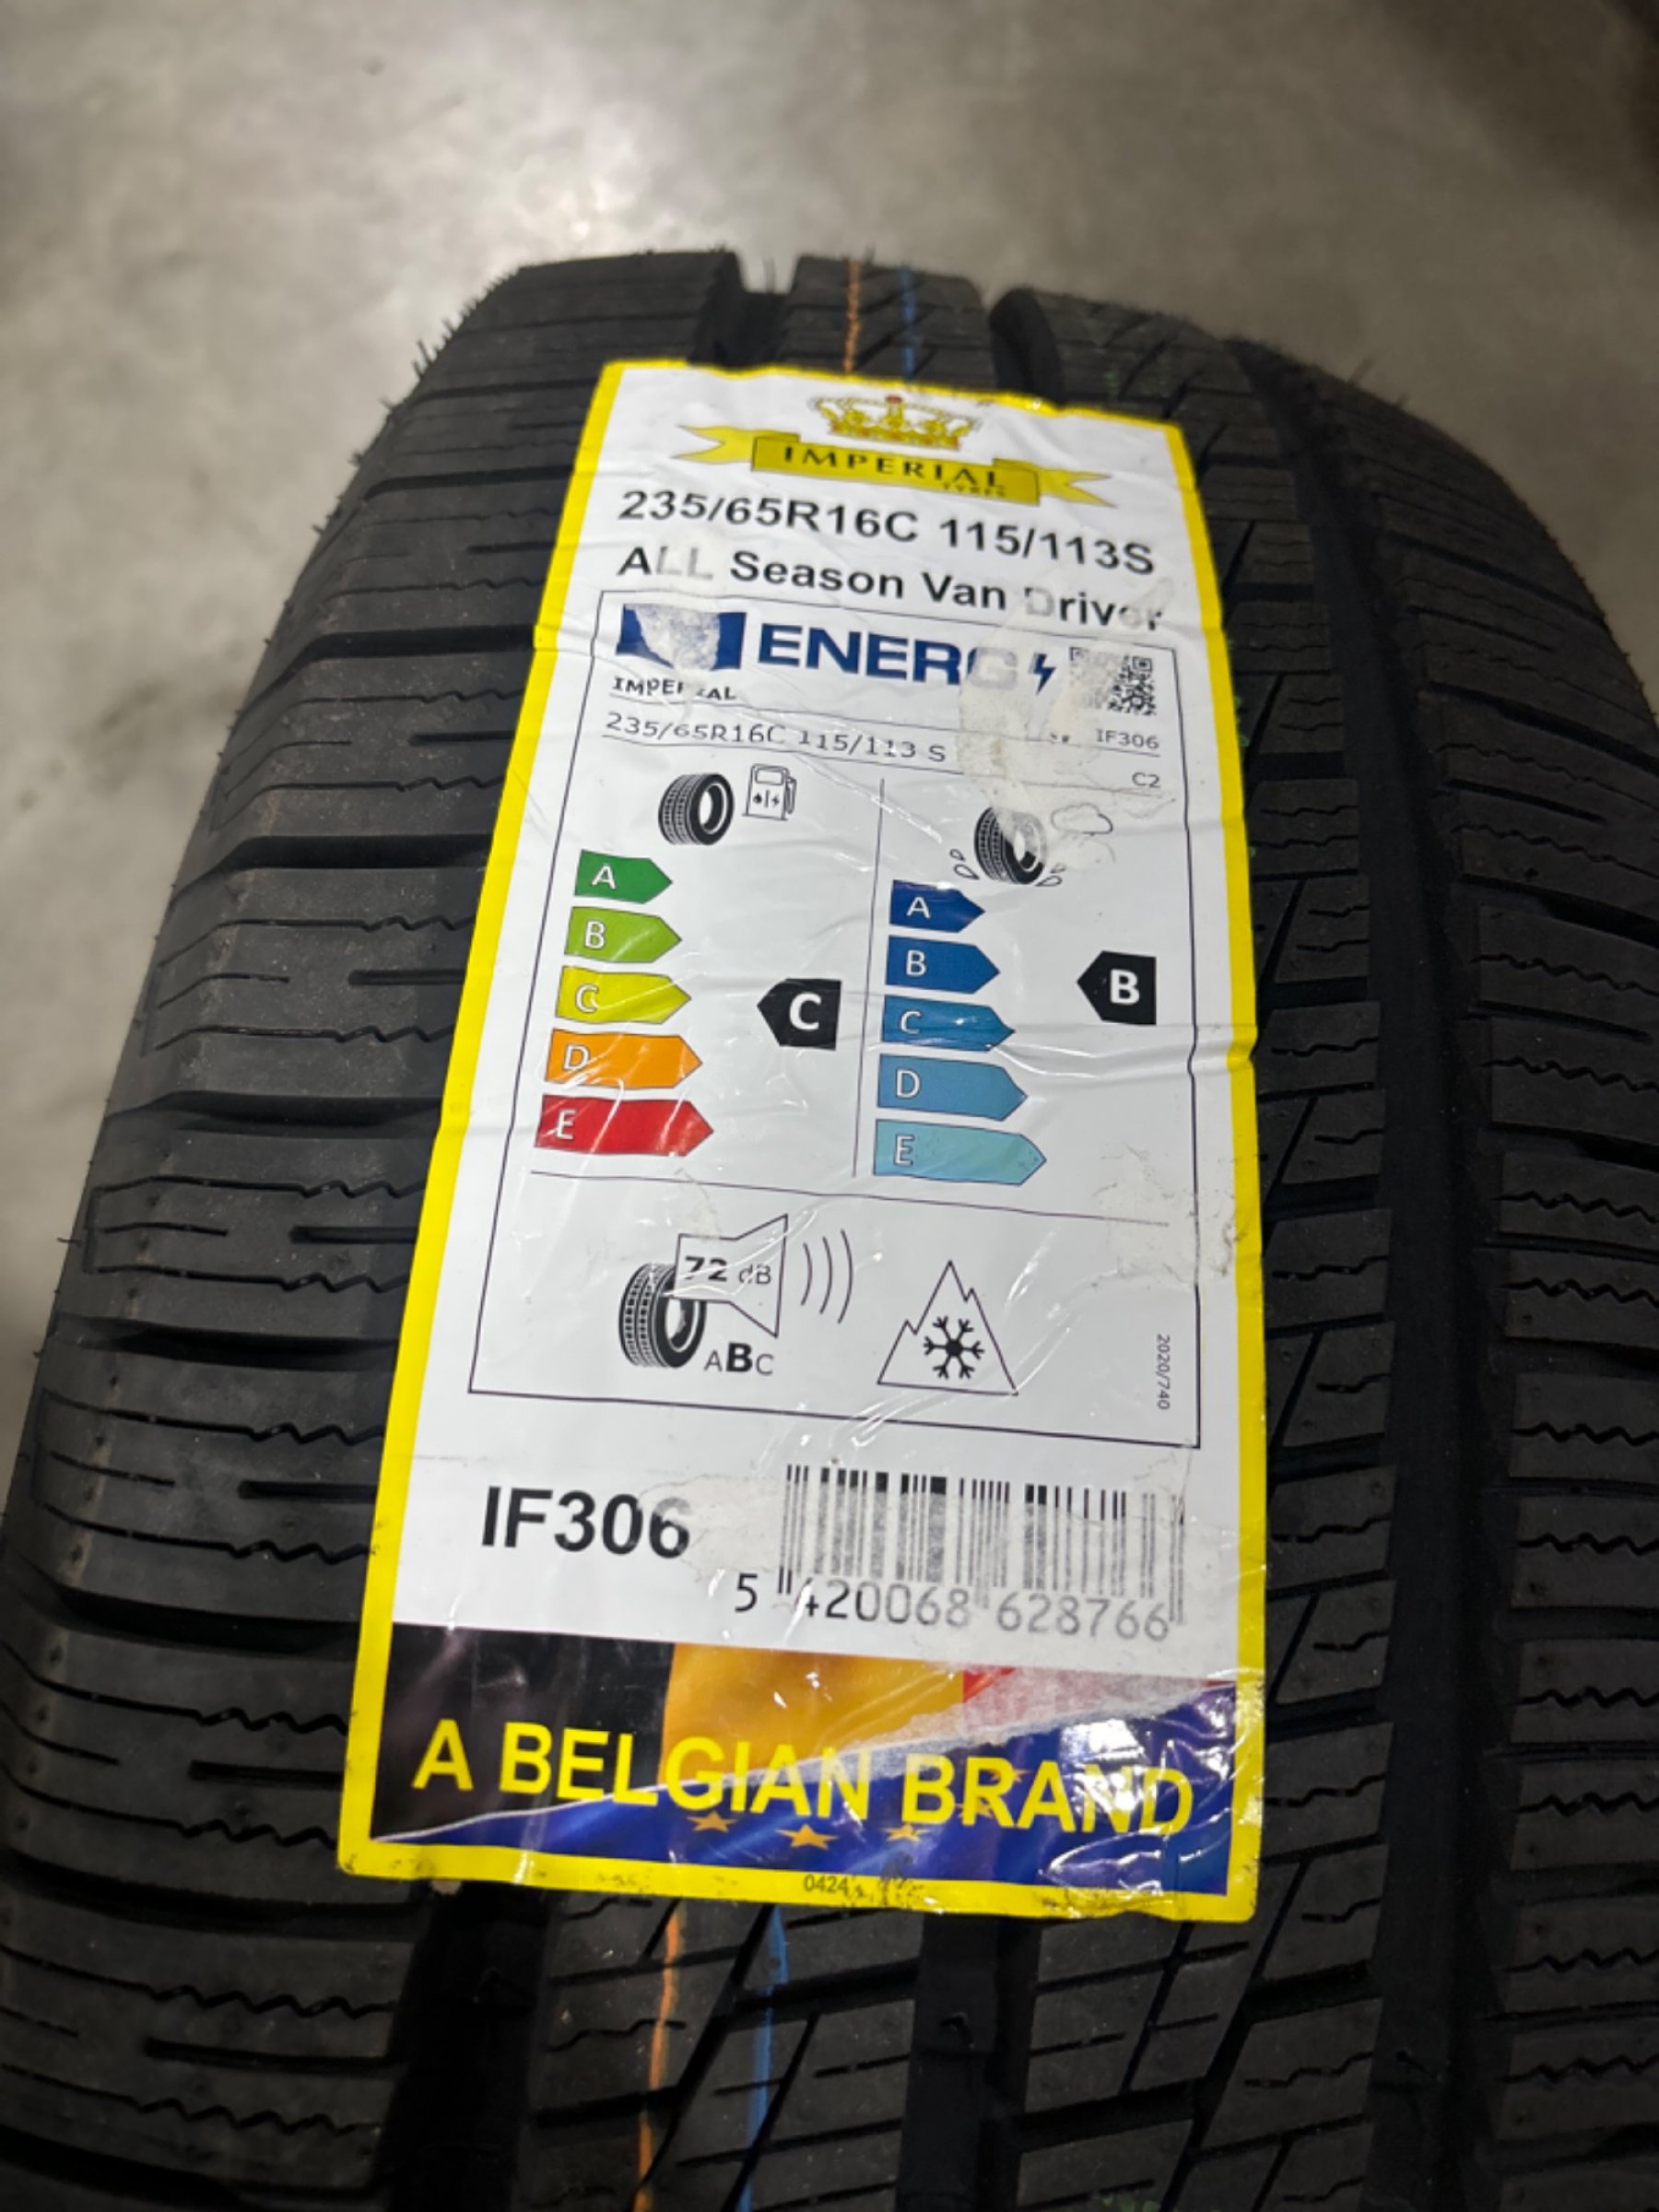 IMPERIAL
TYRES
235/65R16C 115/113S
ALL Season Van Driver
ENERG
IMPERIAL
IF306
235/65R16C 115/113 S
C2
A
B
C
D
E
C
A
B
C
D
E
B
72 dB
ABC
2020/740
IF306
5 420068 628766
A BELGIAN BRAND
0424